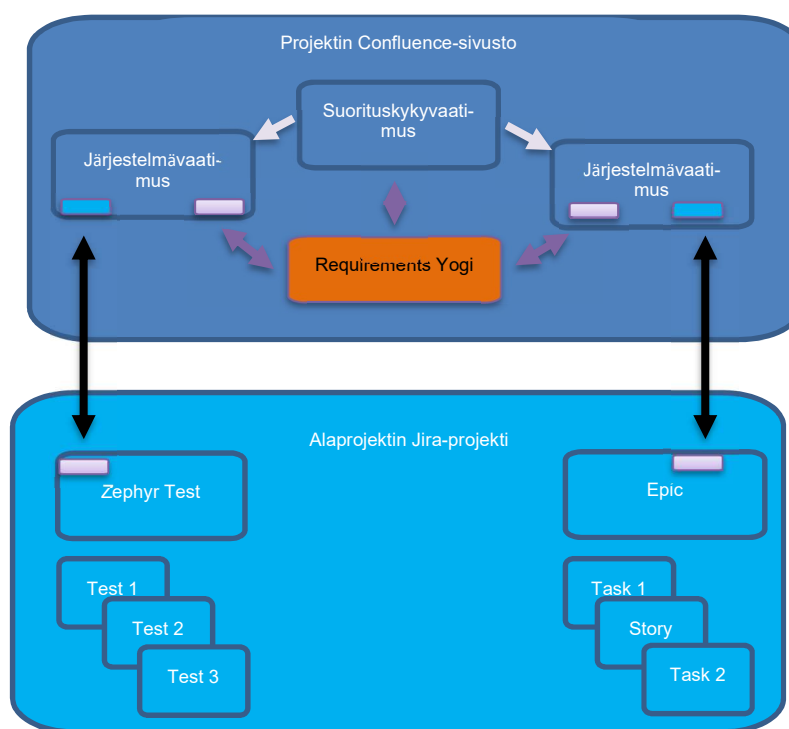 Projektin Confluence-sivusto
Suorituskykyvaati-
mus
Järjestelmävaati-
mus
Järjestelmävaati-
mus
Requirements Yogi
Alaprojektin Jira-projekti
Zephyr Test
Epic
Test 1
Test 2
Test 3
Task 1
Story
Task 2